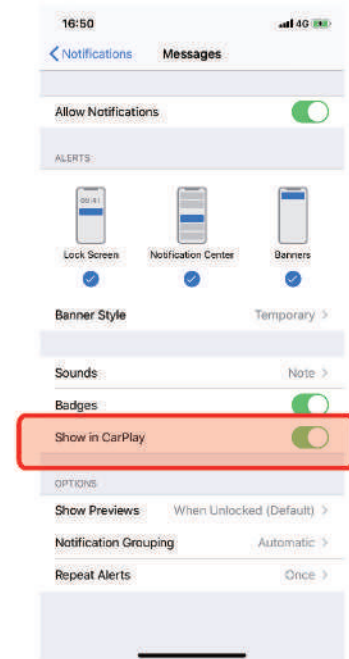 16:50 4G
Notifications Messages
Allow Notifications
ALERTS
Lock Screen Notification Center Banners
Banner Style Temporary
Sounds Note
Badges
Show in CarPlay
OPTIONS
Show Previews When Unlocked (Default)
Notification Grouping Automatic
Repeat Alerts Once